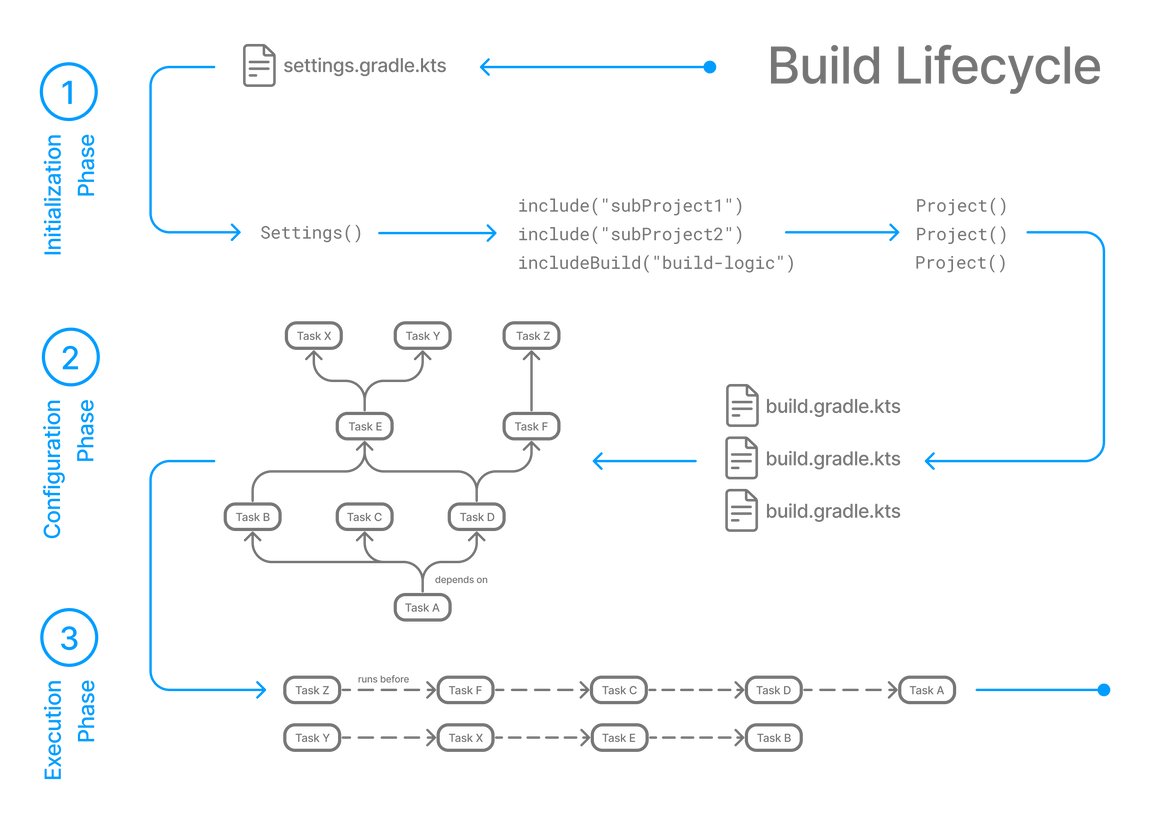 Build Lifecycle
1
Initialization
Phase
settings.gradle.kts
Settings()
include("subProject1")
include("subProject2")
includeBuild("build-logic")
Project()
Project()
Project()
2
Configuration
Phase
build.gradle.kts
build.gradle.kts
build.gradle.kts
Task X
Task Y
Task Z
Task E
Task F
Task B
Task C
Task D
depends on
Task A
3
Execution
Phase
Task Z
runs before
Task F
Task C
Task D
Task A
Task Y
Task X
Task E
Task B